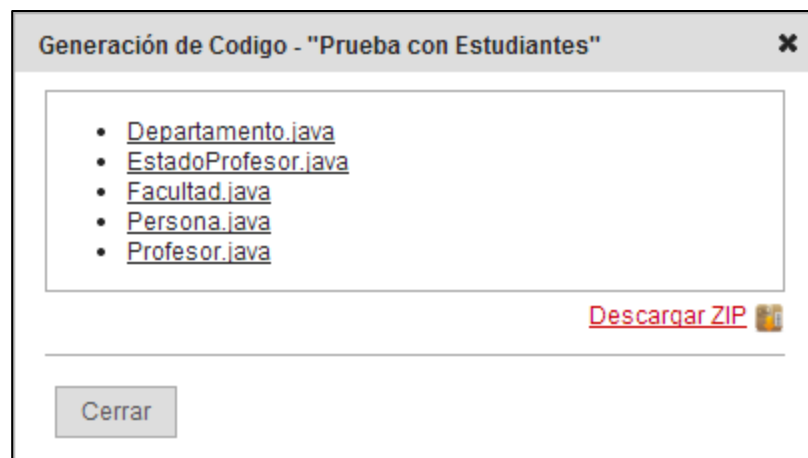 Generación de Codigo - "Prueba con Estudiantes"
Departamento.java
EstadoProfesor.java
Facultad.java
Persona.java
Profesor.java
Descargar ZIP
Cerrar